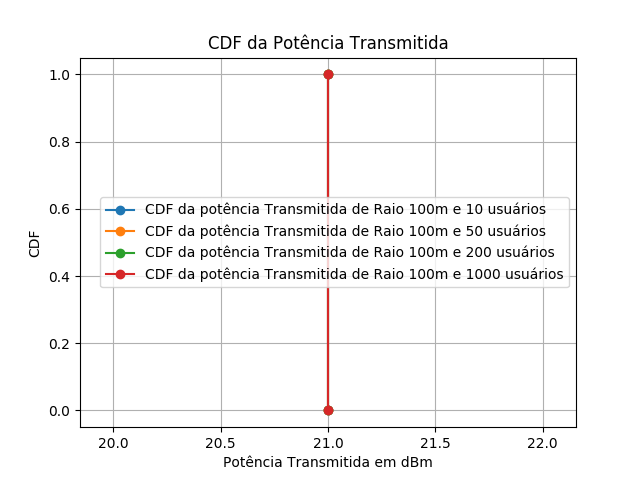 CDF da Potência Transmitida
1.0
0.8
0.6
0.4
0.2
0.0
CDF
CDF da potência Transmitida de Raio 100m e 10 usuários
CDF da potência Transmitida de Raio 100m e 50 usuários
CDF da potência Transmitida de Raio 100m e 200 usuários
CDF da potência Transmitida de Raio 100m e 1000 usuários
20.0 20.5 21.0 21.5 22.0
Potência Transmitida em dBm